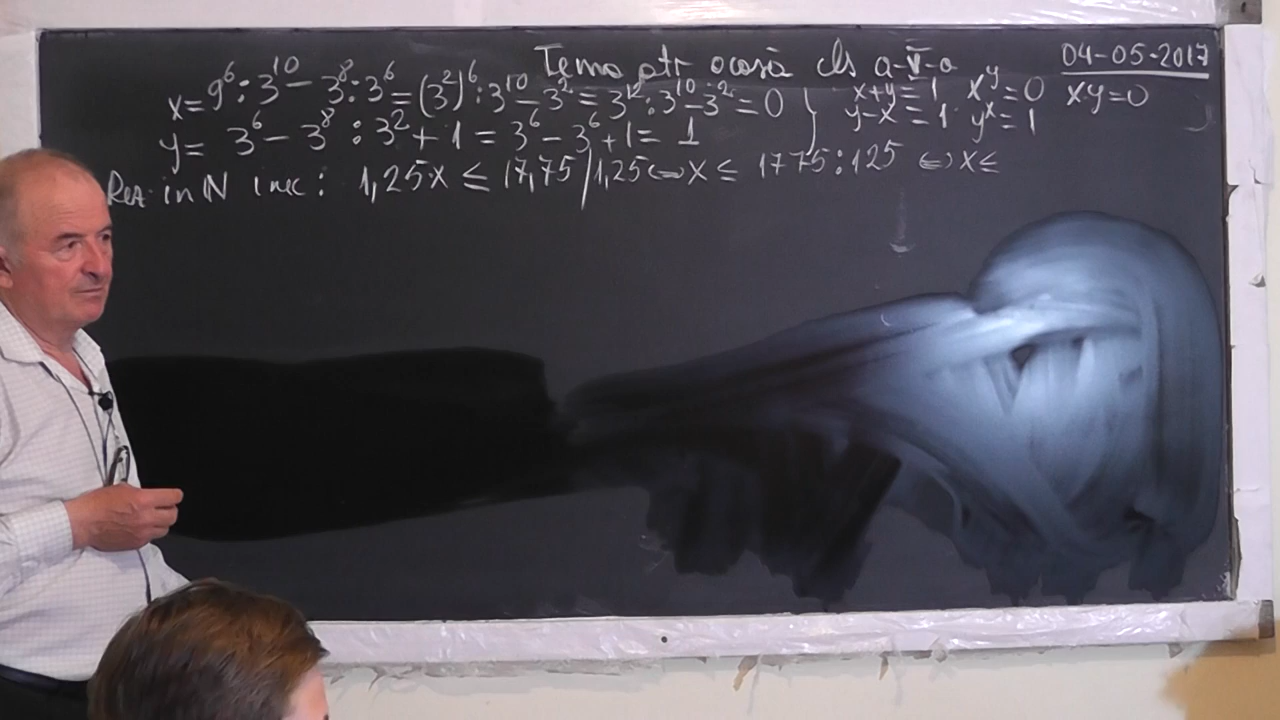 Tema ptr acasă cls a-V-a 04-05-2017
x=9⁶:3¹⁰-3⁸:3⁶=(3²)⁶:3¹⁰-3²=3¹²:3¹⁰-3²=0 } x+y=1 xʸ=0 x·y=0
y=3⁶-3⁸:3²+1=3⁶-3⁶+1=1 y-x=1 yˣ=1
Rez. in N inec: 1,25·x ≤ 17,75 /:1,25 ⇔ x ≤ 1775:125 ⇔ x ≤